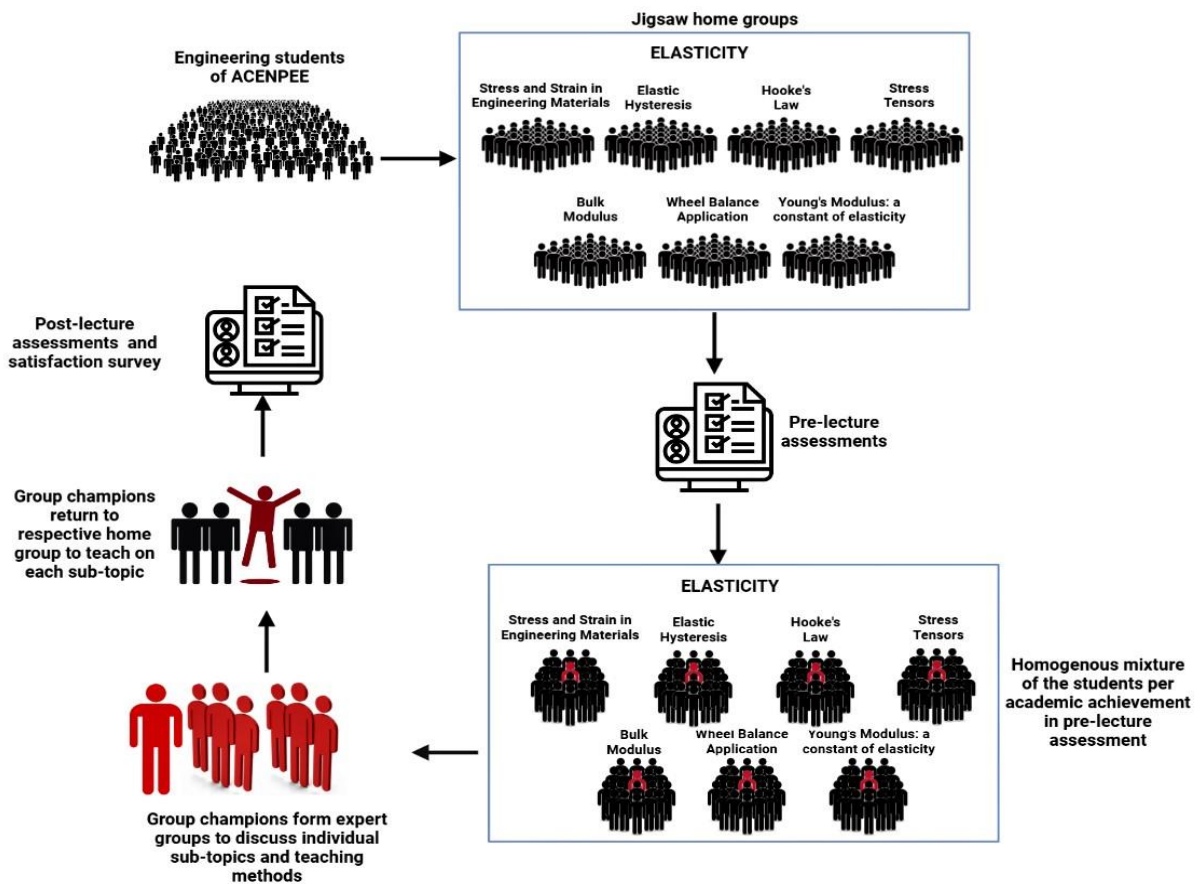 Jigsaw home groups
ELASTICITY
Engineering students
of ACENPEE
Stress and Strain in
Engineering Materials
Elastic
Hysteresis
Hooke's
Law
Stress
Tensors
Bulk
Modulus
Wheel Balance
Application
Young's Modulus: a
constant of elasticity
Pre-lecture
assessments
ELASTICITY
Stress and Strain in
Engineering Materials
Elastic
Hysteresis
Hooke's
Law
Stress
Tensors
Bulk
Modulus
Wheel Balance
Application
Young's Modulus: a
constant of elasticity
Homogenous mixture
of the students per
academic achievement
in pre-lecture
assessment
Group champions form expert
groups to discuss individual
sub-topics and teaching
methods
Group champions
return to
respective home
group to teach on
each sub-topic
Post-lecture
assessments and
satisfaction survey